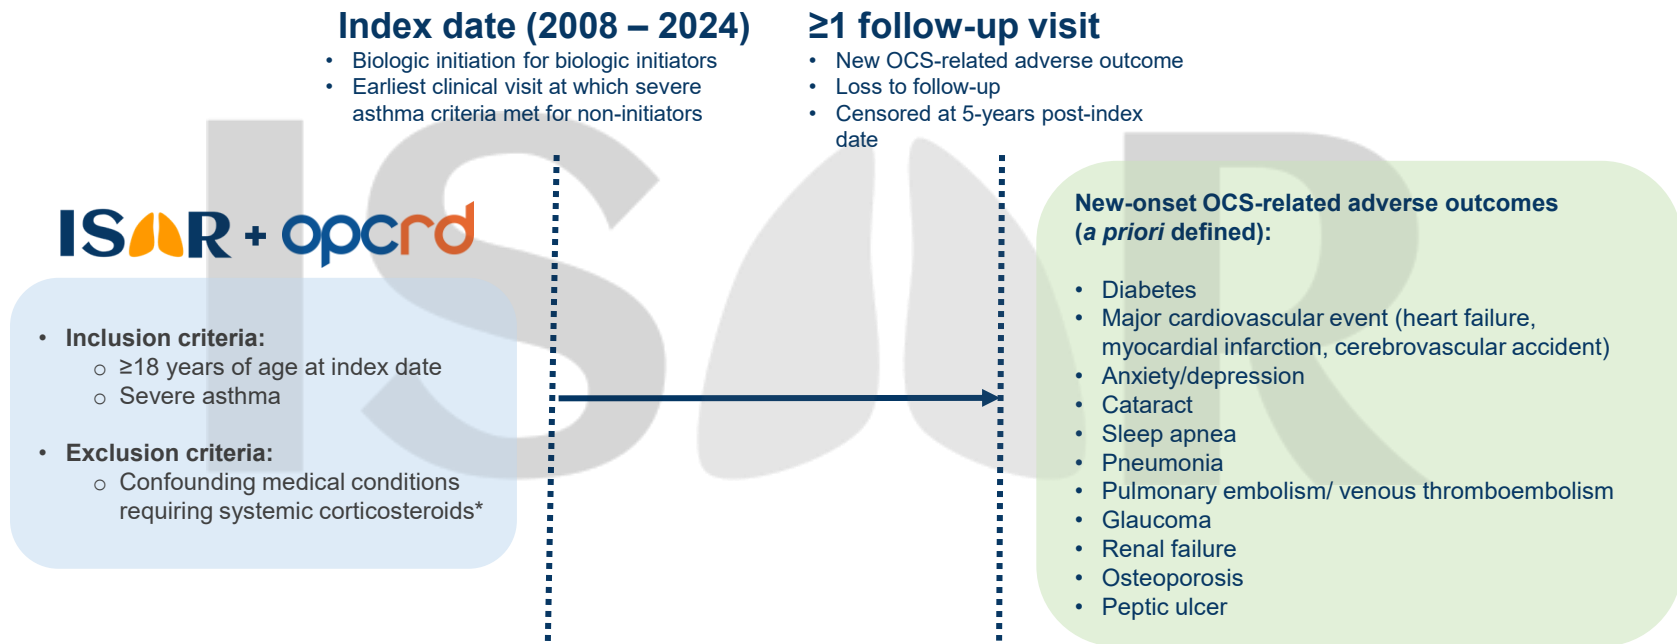 Index date (2008 – 2024)
• Biologic initiation for biologic initiators
• Earliest clinical visit at which severe
asthma criteria met for non-initiators
≥1 follow-up visit
• New OCS-related adverse outcome
• Loss to follow-up
• Censored at 5-years post-index
date
ISAR + opcrd
• Inclusion criteria:
○ ≥18 years of age at index date
○ Severe asthma
• Exclusion criteria:
○ Confounding medical conditions
requiring systemic corticosteroids*
New-onset OCS-related adverse outcomes
(a priori defined):
• Diabetes
• Major cardiovascular event (heart failure,
myocardial infarction, cerebrovascular accident)
• Anxiety/depression
• Cataract
• Sleep apnea
• Pneumonia
• Pulmonary embolism/ venous thromboembolism
• Glaucoma
• Renal failure
• Osteoporosis
• Peptic ulcer
ISAR